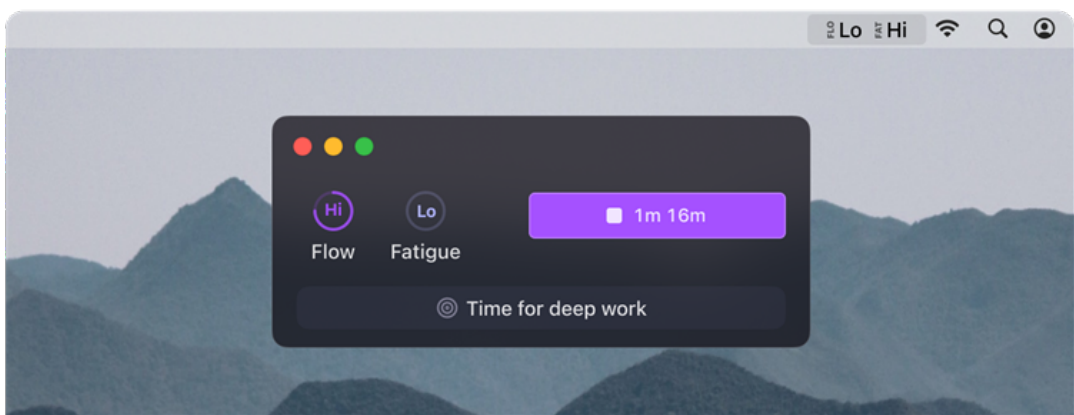 FLO Lo FAT Hi
Hi Lo
1m 16m
Flow Fatigue
Time for deep work